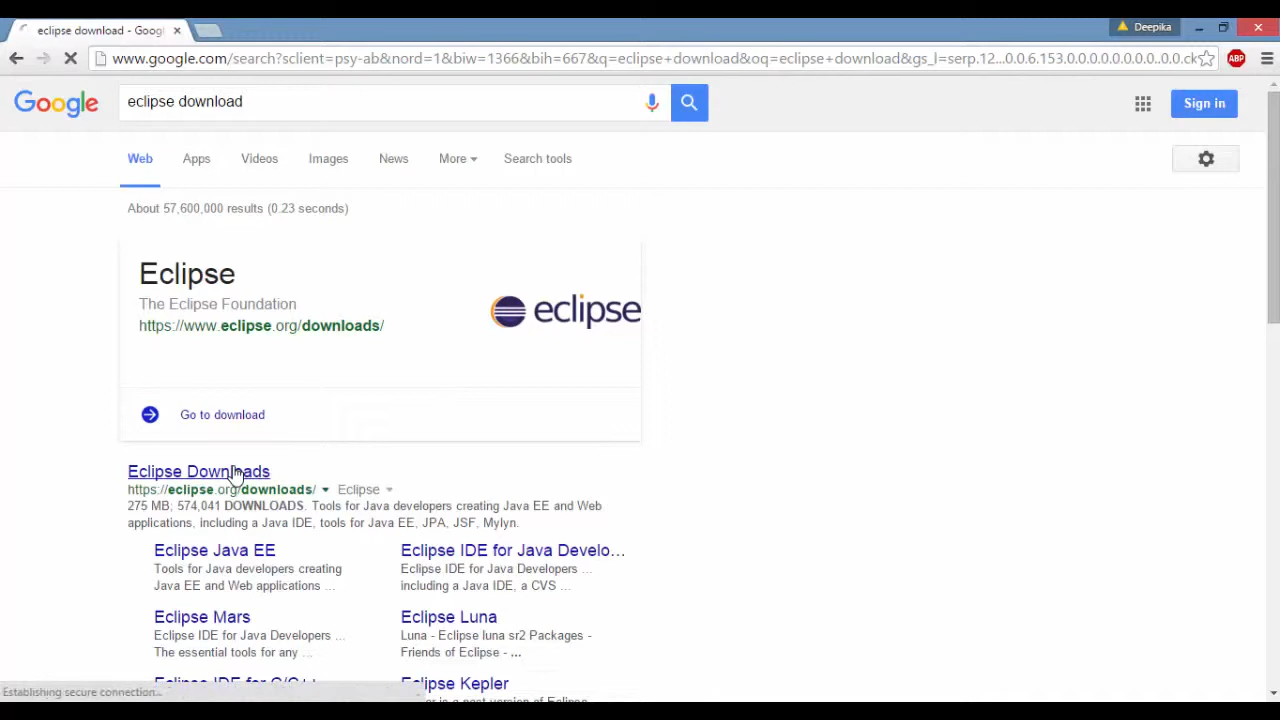 eclipse download - Googl
Deepika
www.google.com/search?sclient=psy-ab&nord=1&biw=1366&bih=667&q=eclipse+download&oq=eclipse+download&gs_l=serp.12...0.0.6.153.0.0.0.0.0.0.0..0.0.ck
ABP
Google
eclipse download
Sign in
Web Apps Videos Images News More Search tools
About 57,600,000 results (0.23 seconds)
Eclipse
The Eclipse Foundation
https://www.eclipse.org/downloads/
eclipse
Go to download
Eclipse Downloads
https://eclipse.org/downloads/ Eclipse
275 MB; 574,041 DOWNLOADS. Tools for Java developers creating Java EE and Web
applications, including a Java IDE, tools for Java EE, JPA, JSF, Mylyn.
Eclipse Java EE
Tools for Java developers creating
Java EE and Web applications ...
Eclipse IDE for Java Develo...
Eclipse IDE for Java Developers ...
including a Java IDE, a CVS ...
Eclipse Mars
Eclipse IDE for Java Developers ...
The essential tools for any ...
Eclipse Luna
Luna - Eclipse luna sr2 Packages -
Friends of Eclipse - ...
Eclipse IDE for C/C++
Eclipse Kepler
er is a past version of Eclipse
Establishing secure connection...